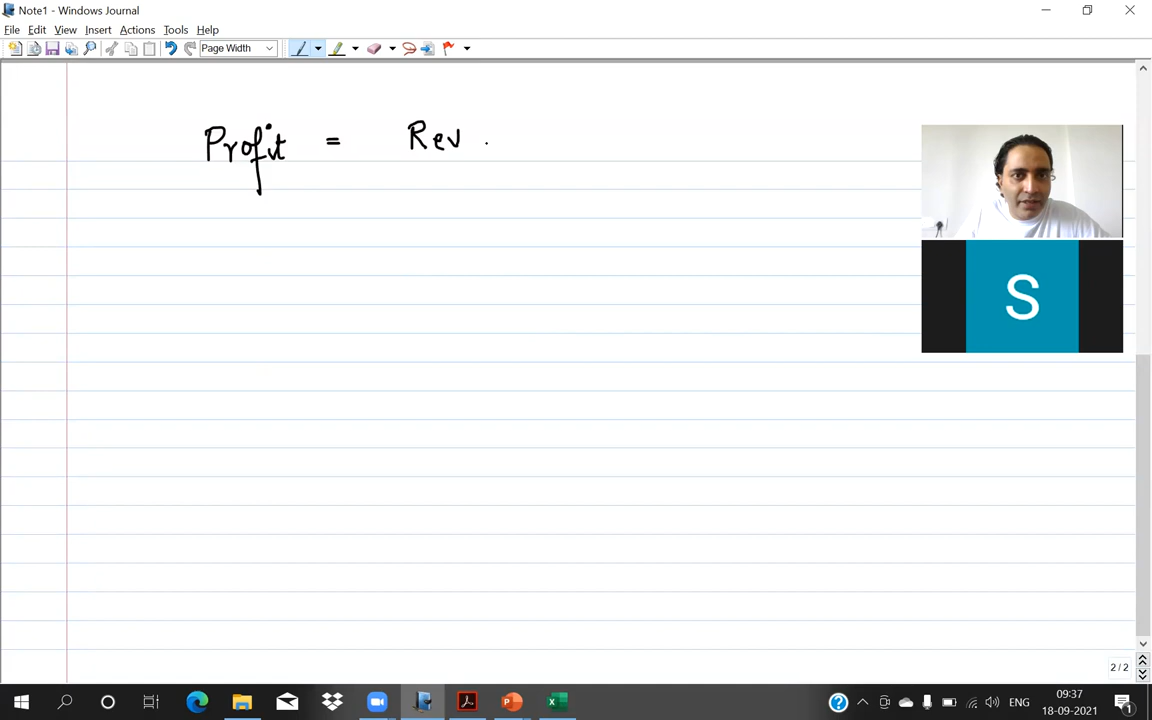 Note1 - Windows Journal
File Edit View Insert Actions Tools Help
Page Width
Profit = Rev .
S
2 / 2
ENG
09:37
18-09-2021
1